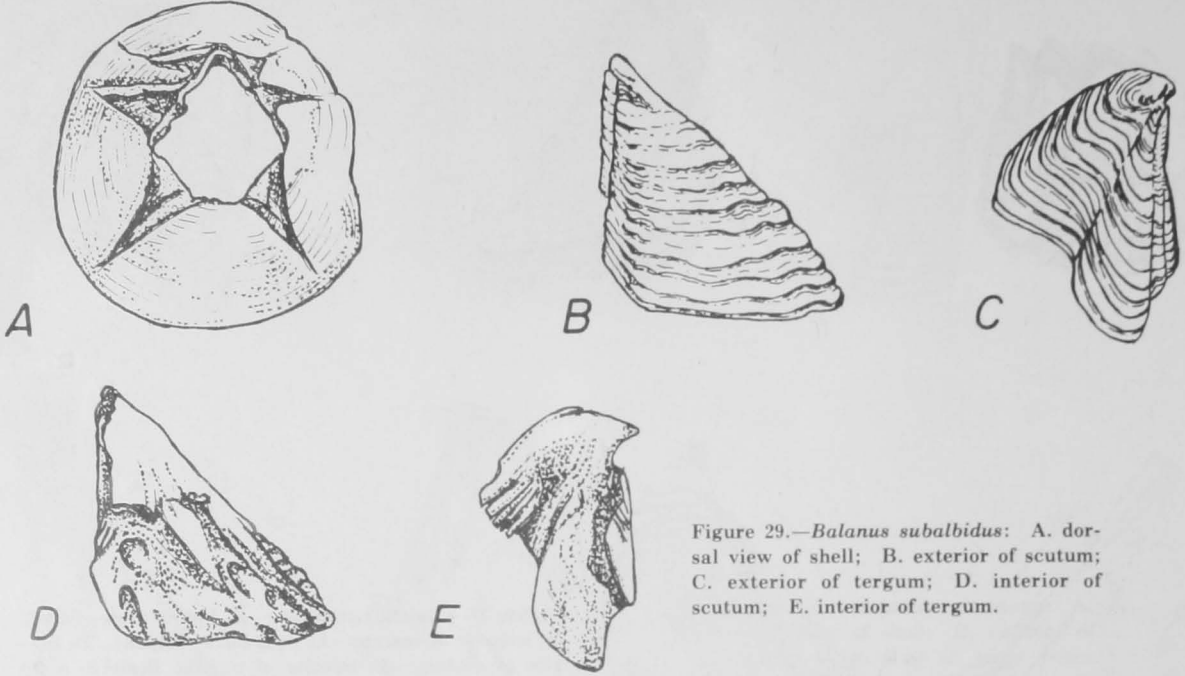 A
B
C
D
E
Figure 29.—Balanus subalbidus: A. dor-
sal view of shell; B. exterior of scutum;
C. exterior of tergum; D. interior of
scutum; E. interior of tergum.